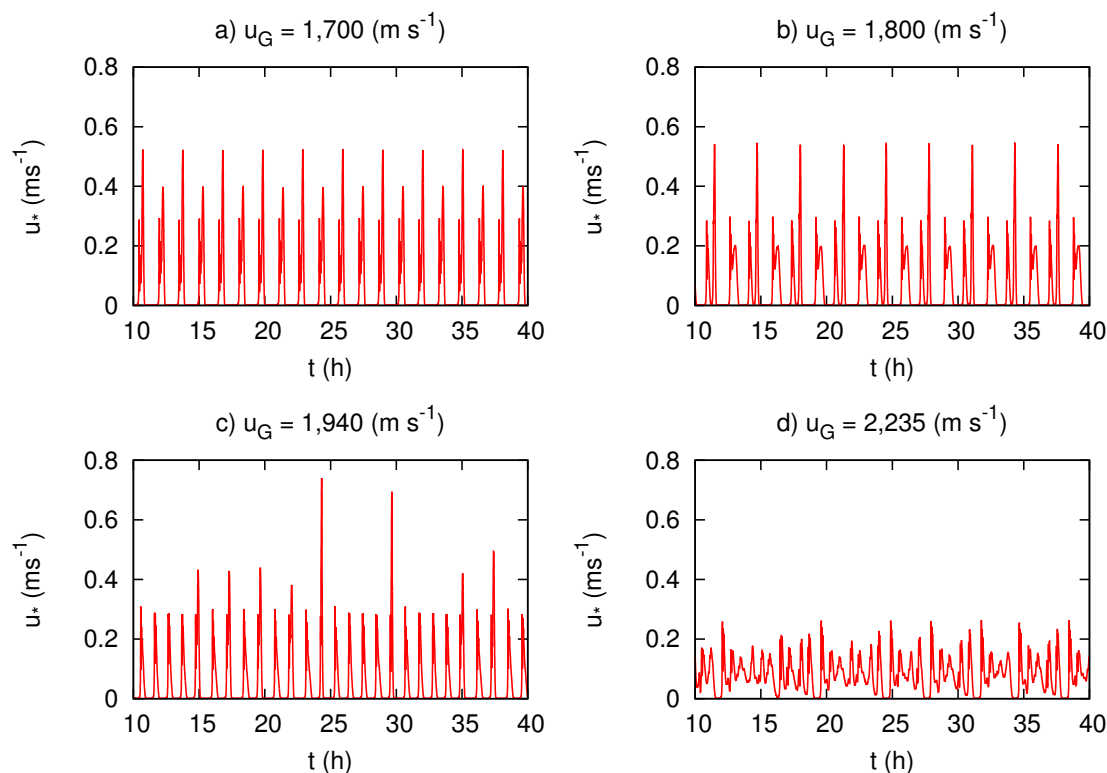 a) u_G = 1,700 (m s^-1)
0.8
0.6
0.4
0.2
0
u_* (ms^-1)
10 15 20 25 30 35 40
t (h)
b) u_G = 1,800 (m s^-1)
0.8
0.6
0.4
0.2
0
u_* (ms^-1)
10 15 20 25 30 35 40
t (h)
c) u_G = 1,940 (m s^-1)
0.8
0.6
0.4
0.2
0
u_* (ms^-1)
10 15 20 25 30 35 40
t (h)
d) u_G = 2,235 (m s^-1)
0.8
0.6
0.4
0.2
0
u_* (ms^-1)
10 15 20 25 30 35 40
t (h)